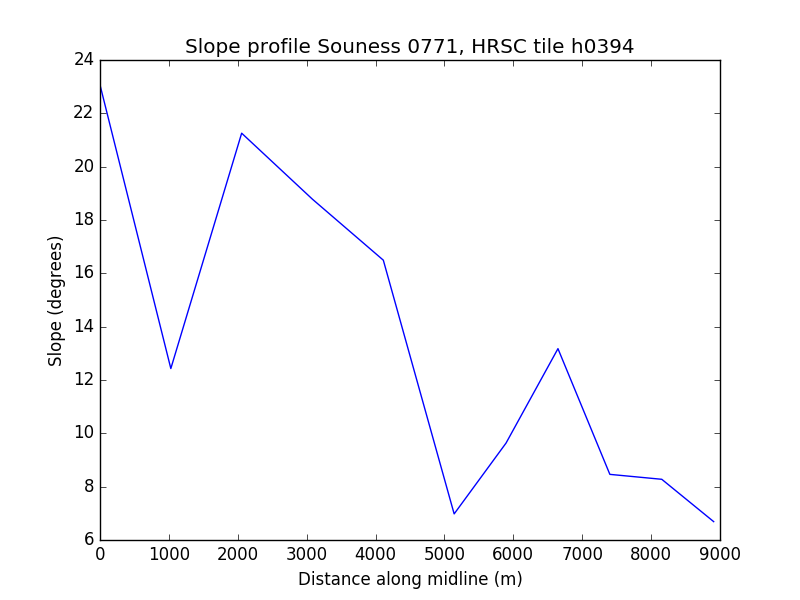 Slope profile Souness 0771, HRSC tile h0394
24
22
20
18
16
14
12
10
8
6
Slope (degrees)
0 1000 2000 3000 4000 5000 6000 7000 8000 9000
Distance along midline (m)